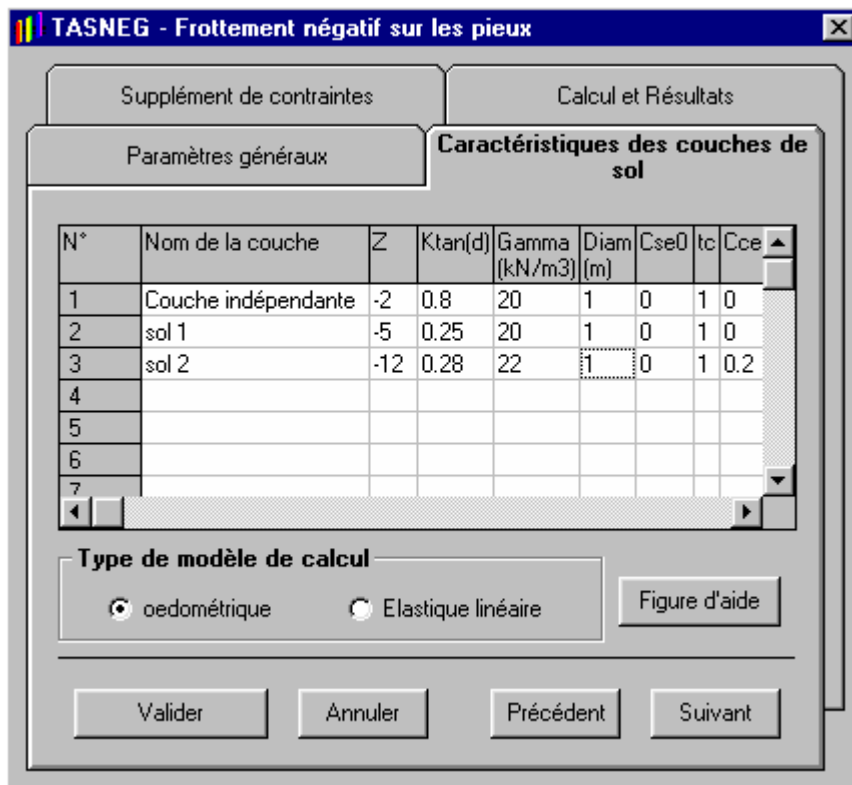 TASNEG - Frottement négatif sur les pieux
Supplément de contraintes
Calcul et Résultats
Paramètres généraux
Caractéristiques des couches de
sol
N° Nom de la couche Z Ktan(d) Gamma Diam Cse0 tc Cce
(kN/m3) (m)
1 Couche indépendante -2 0.8 20 1 0 1 0
2 sol 1 -5 0.25 20 1 0 1 0
3 sol 2 -12 0.28 22 1 0 1 0.2
4
5
6
7
Type de modèle de calcul
oedométrique Elastique linéaire
Figure d'aide
Valider Annuler Précédent Suivant